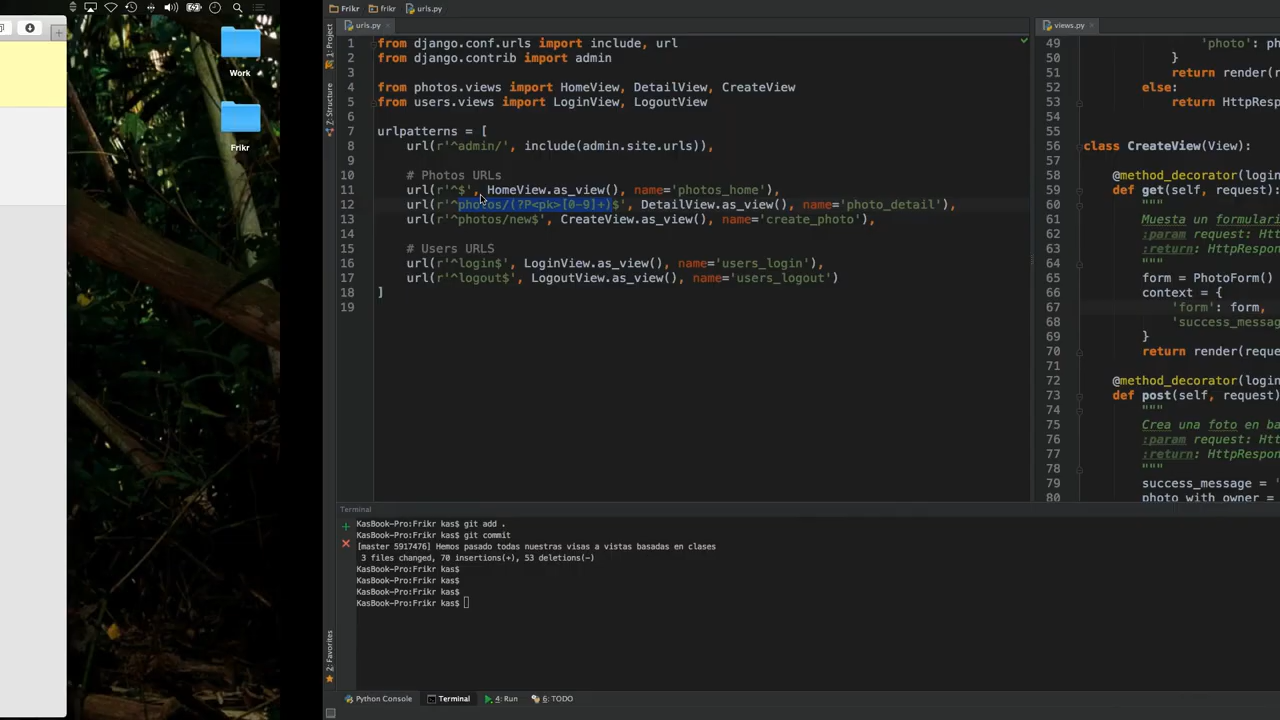 Work
Frikr
Frikr
frikr
urls.py
urls.py
views.py
1: Project
7: Structure
2: Favorites
1 from django.conf.urls import include, url
2 from django.contrib import admin
3
4 from photos.views import HomeView, DetailView, CreateView
5 from users.views import LoginView, LogoutView
6
7 urlpatterns = [
8 url(r'^admin/', include(admin.site.urls)),
9
10 # Photos URLs
11 url(r'^$', HomeView.as_view(), name='photos_home'),
12 url(r'^photos/(?P<pk>[0-9]+)$', DetailView.as_view(), name='photo_detail'),
13 url(r'^photos/new$', CreateView.as_view(), name='create_photo'),
14
15 # Users URLS
16 url(r'^login$', LoginView.as_view(), name='users_login'),
17 url(r'^logout$', LogoutView.as_view(), name='users_logout')
18 ]
19
49 'photo': ph
50 }
51 return render(r
52 else:
53 return HttpResp
54
55
56 class CreateView(View):
57
58 @method_decorator(login
59 def get(self, request):
60 """
61 Muesta un formulari
62 :param request: Htt
63 :return: HttpRespon
64 """
65 form = PhotoForm()
66 context = {
67 'form': form,
68 'success_messag
69 }
70 return render(reque
71
72 @method_decorator(login
73 def post(self, request)
74 """
75 Crea una foto en ba
76 :param request: Htt
77 :return: HttpRespon
78 """
79 success_message = '
80 photo_with_owner =
Terminal
KasBook-Pro:Frikr kas$ git add .
KasBook-Pro:Frikr kas$ git commit
[master 5917476] Hemos pasado todas nuestras visas a vistas basadas en clases
3 files changed, 70 insertions(+), 53 deletions(-)
KasBook-Pro:Frikr kas$
KasBook-Pro:Frikr kas$
KasBook-Pro:Frikr kas$
KasBook-Pro:Frikr kas$
Python Console
Terminal
4: Run
6: TODO